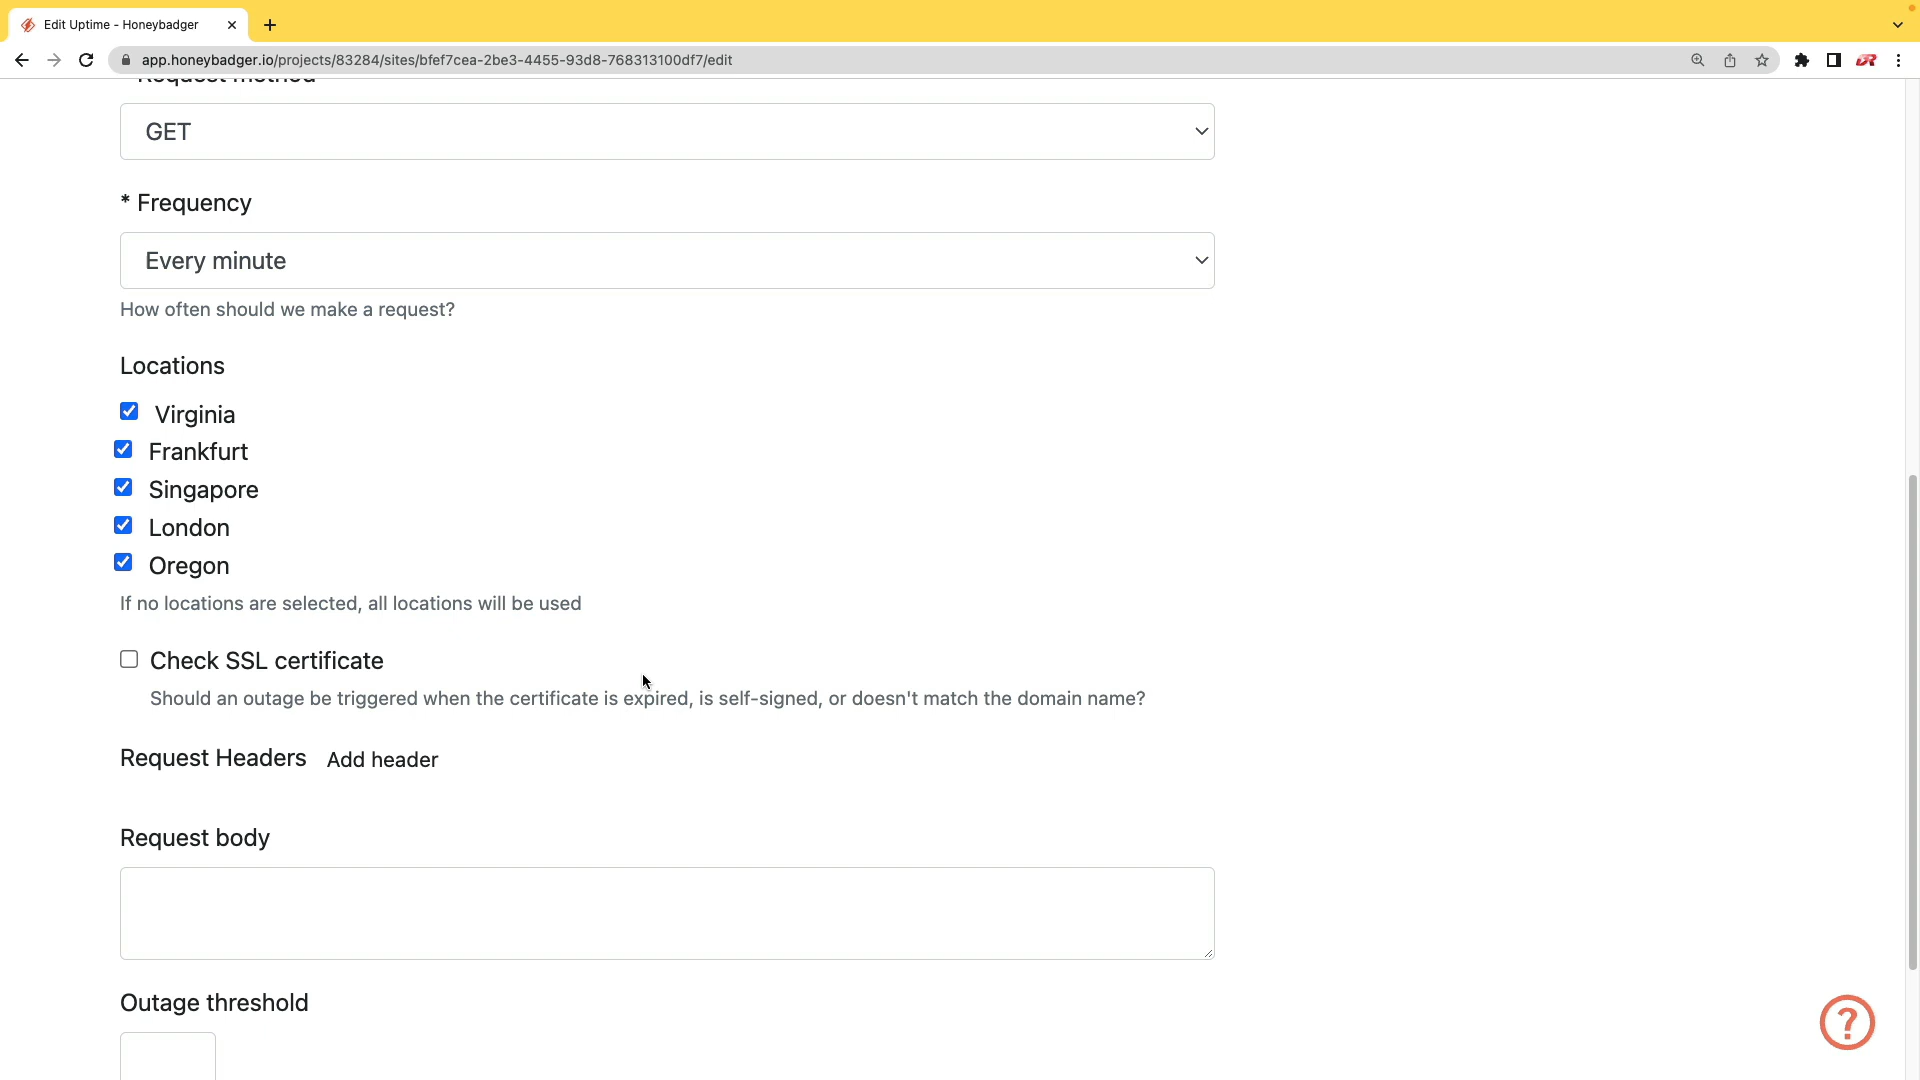 Edit Uptime - Honeybadger
app.honeybadger.io/projects/83284/sites/bfef7cea-2be3-4455-93d8-768313100df7/edit
Request method
GET
* Frequency
Every minute
How often should we make a request?
Locations
Virginia
Frankfurt
Singapore
London
Oregon
If no locations are selected, all locations will be used
Check SSL certificate
Should an outage be triggered when the certificate is expired, is self-signed, or doesn't match the domain name?
Request Headers Add header
Request body
Outage threshold